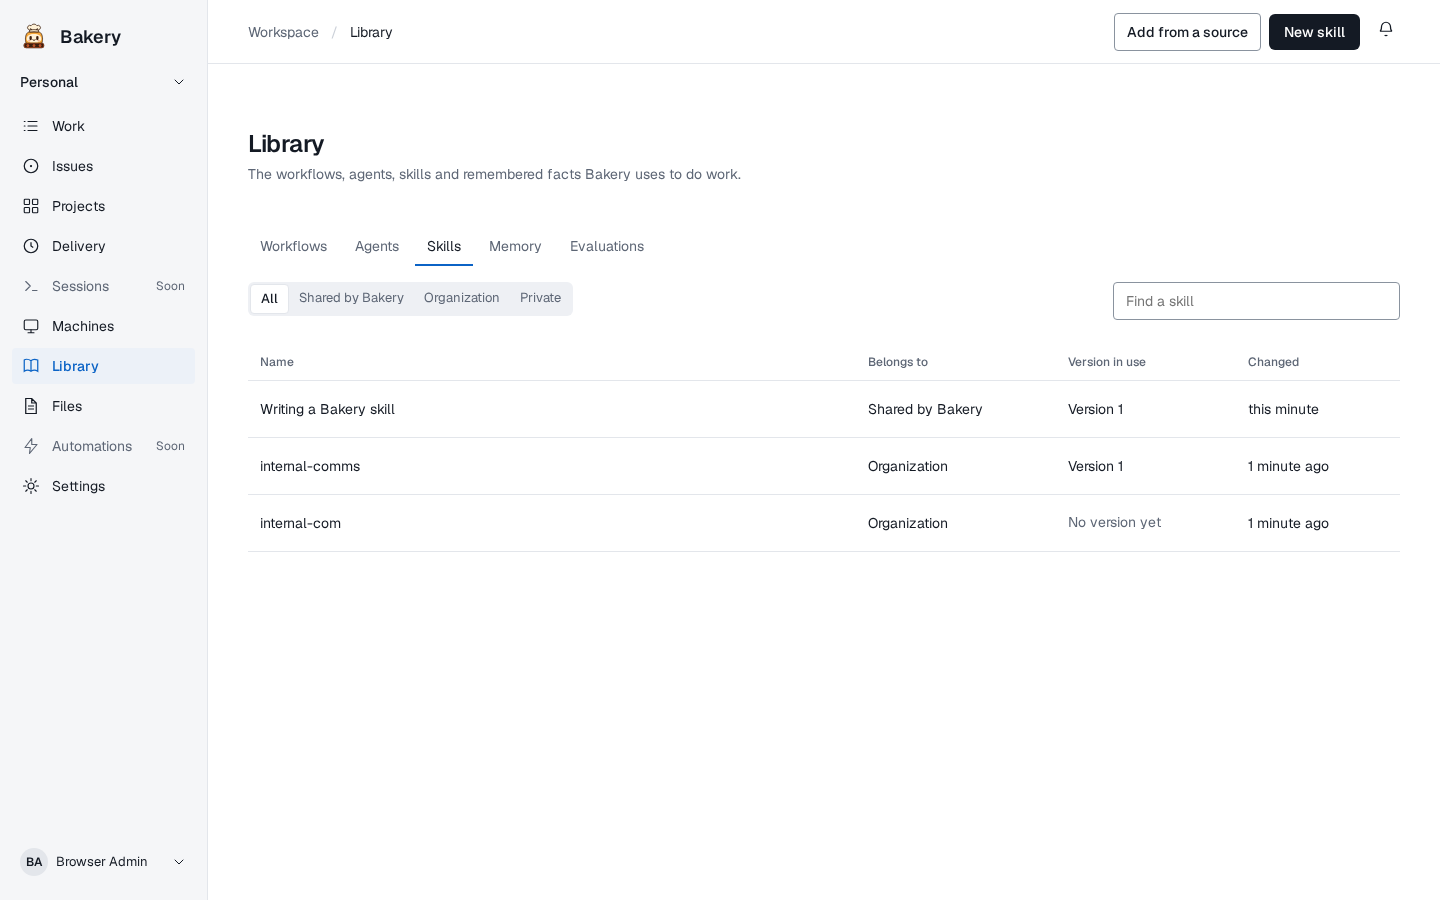 Bakery
Personal
Work
Issues
Projects
Delivery
Sessions Soon
Machines
Library
Files
Automations Soon
Settings
BA Browser Admin
Workspace / Library
Add from a source
New skill
Library
The workflows, agents, skills and remembered facts Bakery uses to do work.
Workflows Agents Skills Memory Evaluations
All Shared by Bakery Organization Private
Find a skill
Name Belongs to Version in use Changed
Writing a Bakery skill Shared by Bakery Version 1 this minute
internal-comms Organization Version 1 1 minute ago
internal-com Organization No version yet 1 minute ago